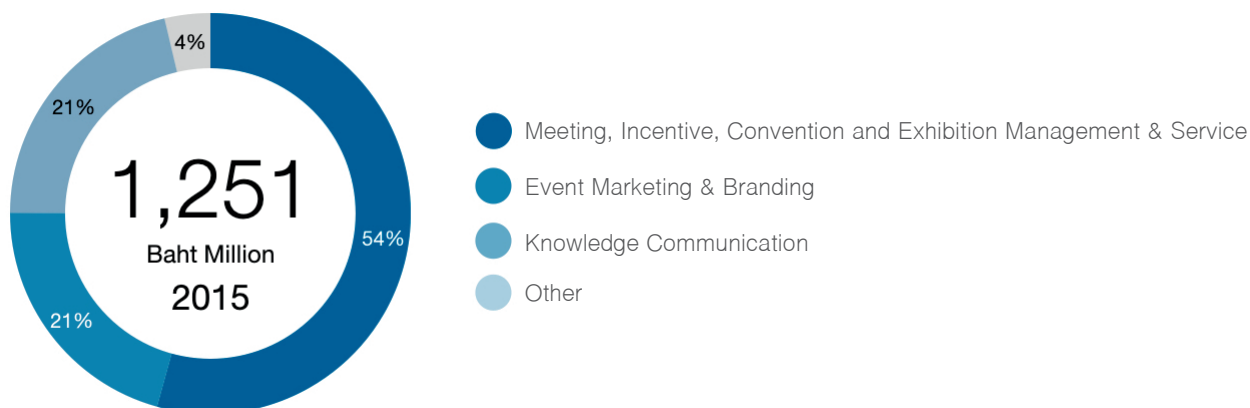 4%
21%
1,251
Baht Million
2015
54%
21%
Meeting, Incentive, Convention and Exhibition Management & Service
Event Marketing & Branding
Knowledge Communication
Other